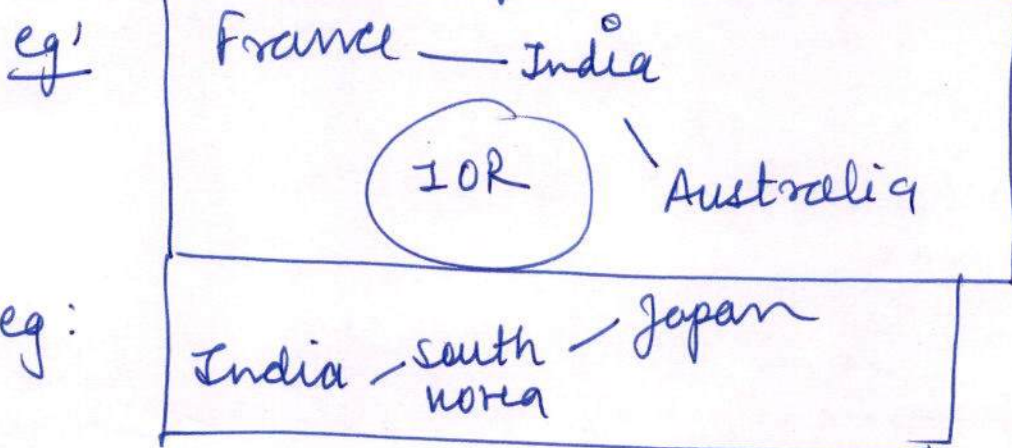 eg'
France — India
IOR
Australia
eg:
India - south korea - Japan